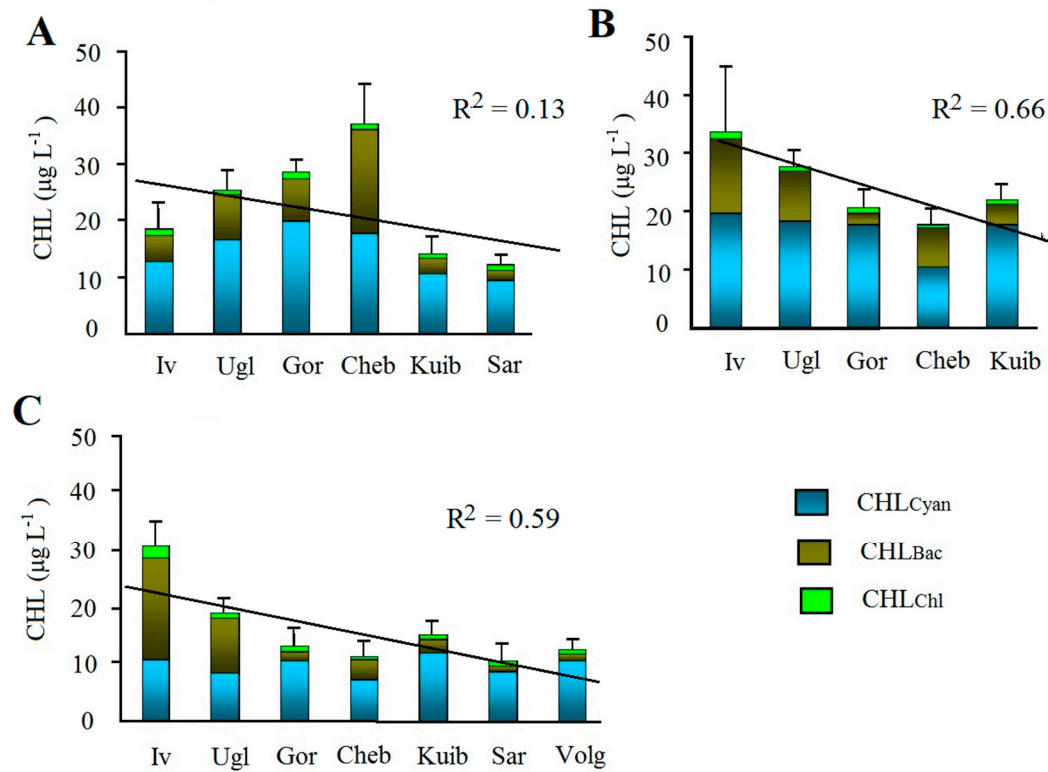 A
CHL (µg L-1)
50
40
30
20
10
0
R2 = 0.13
Iv Ugl Gor Cheb Kuib Sar
B
CHL (µg L-1)
50
40
30
20
10
0
R2 = 0.66
Iv Ugl Gor Cheb Kuib
C
CHL (µg L-1)
50
40
30
20
10
0
R2 = 0.59
Iv Ugl Gor Cheb Kuib Sar Volg
CHLCyan
CHLBac
CHLChl